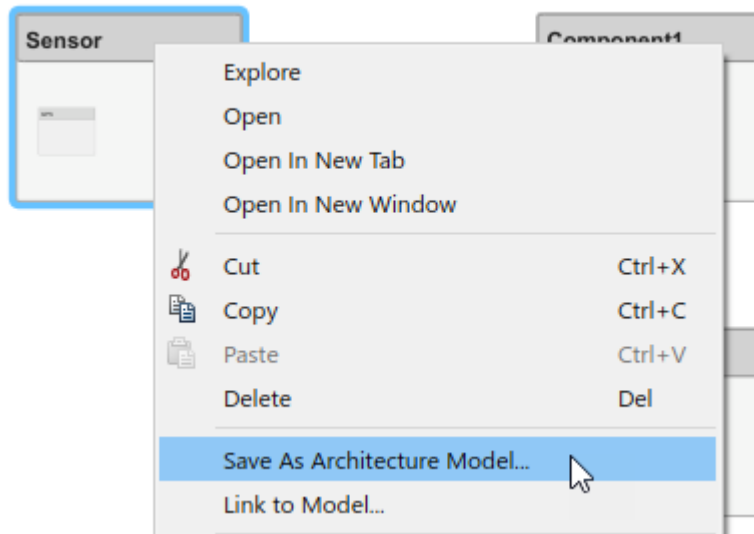 Sensor
Component1
Explore
Open
Open In New Tab
Open In New Window
Cut Ctrl+X
Copy Ctrl+C
Paste Ctrl+V
Delete Del
Save As Architecture Model...
Link to Model...